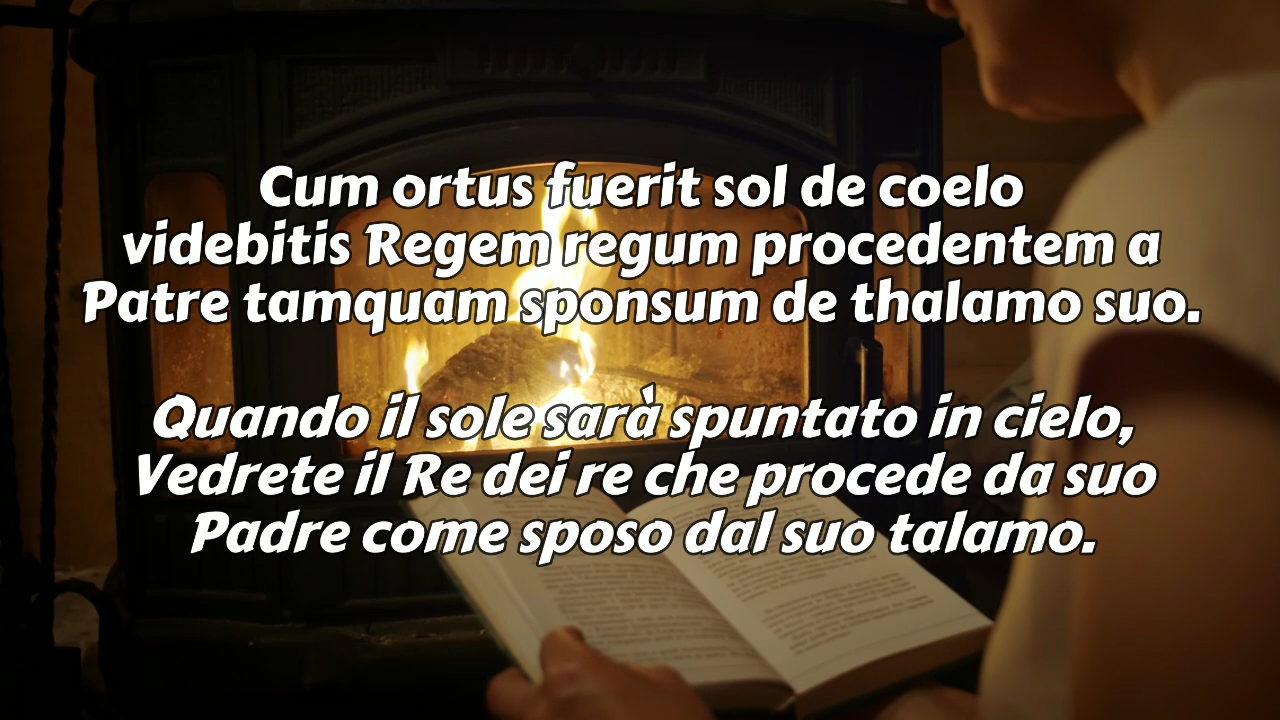 Cum ortus fuerit sol de coelo
videbitis Regem regum procedentem a
Patre tamquam sponsum de thalamo suo.
Quando il sole sarà spuntato in cielo,
Vedrete il Re dei re che procede da suo
Padre come sposo dal suo talamo.